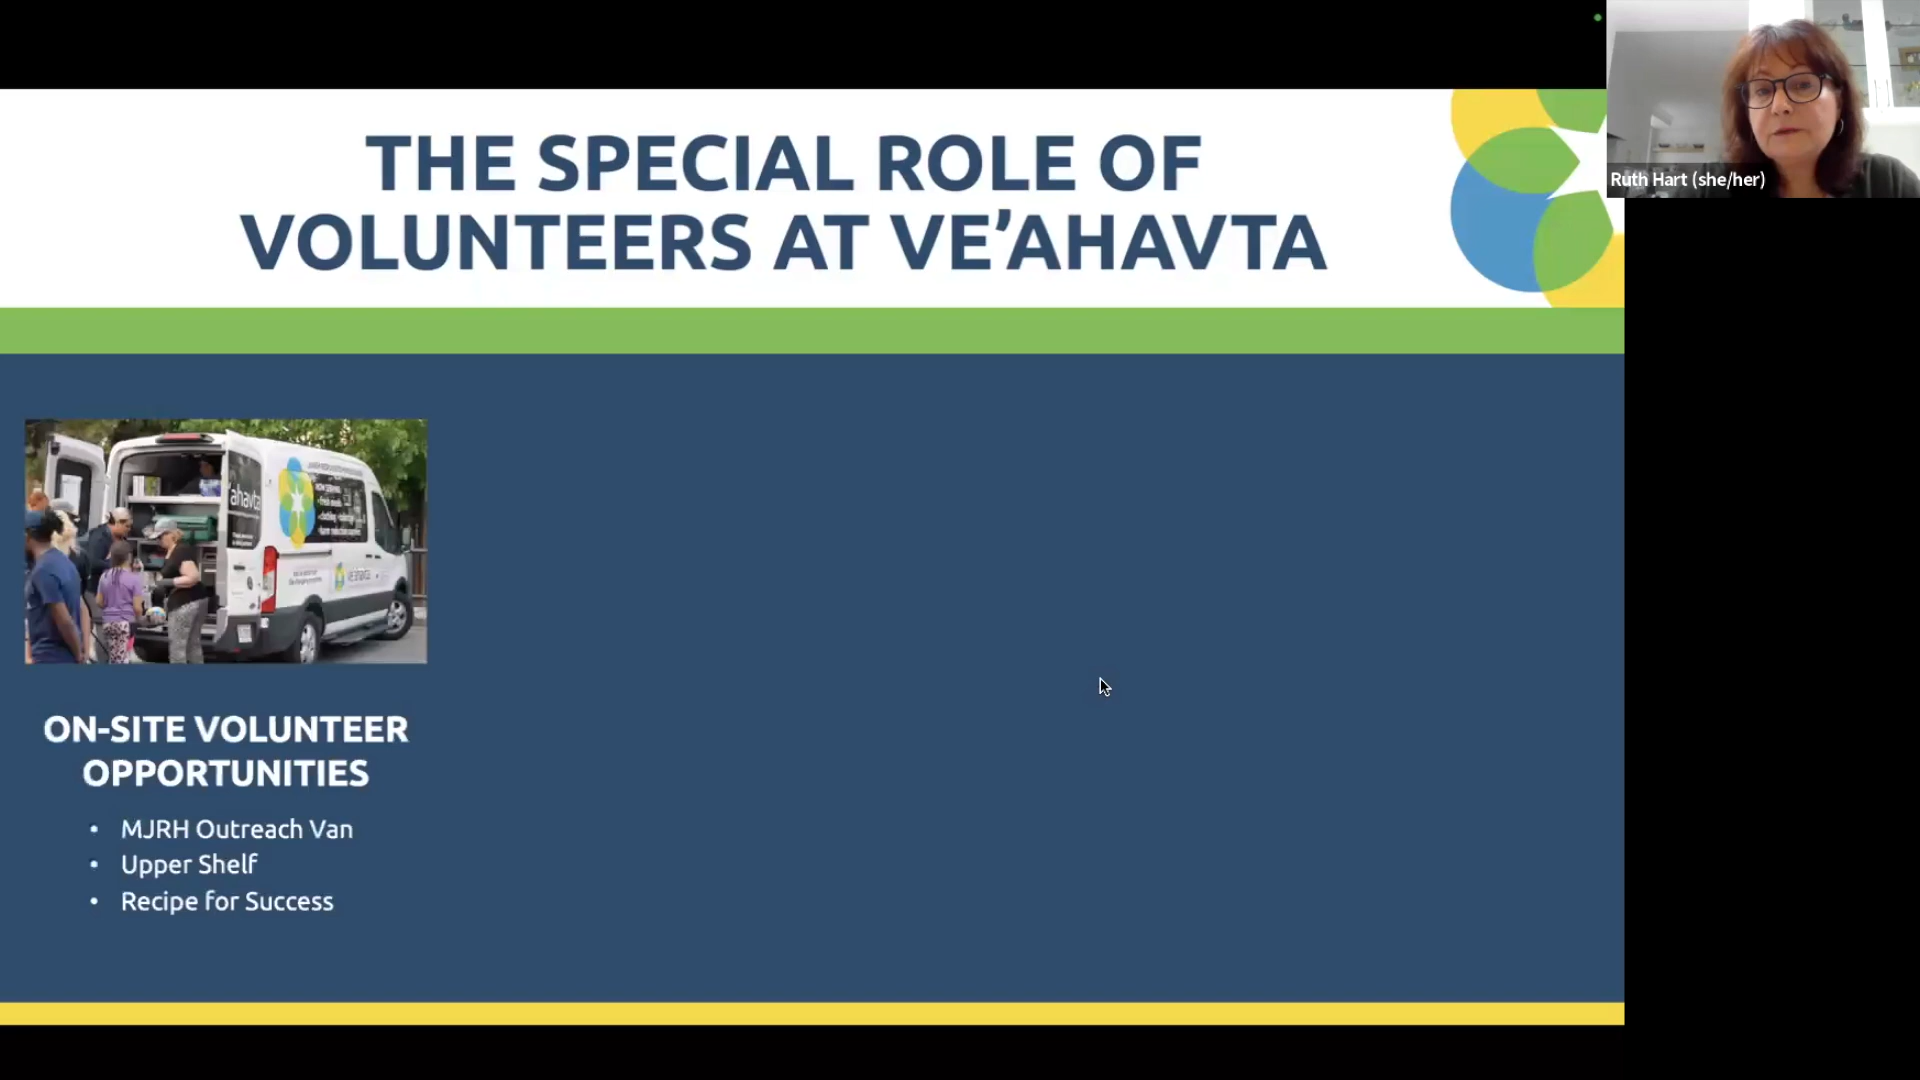 THE SPECIAL ROLE OF
VOLUNTEERS AT VE’AHAVTA
Ruth Hart (she/her)
ahavta
ON-SITE VOLUNTEER
OPPORTUNITIES
• MJRH Outreach Van
• Upper Shelf
• Recipe for Success